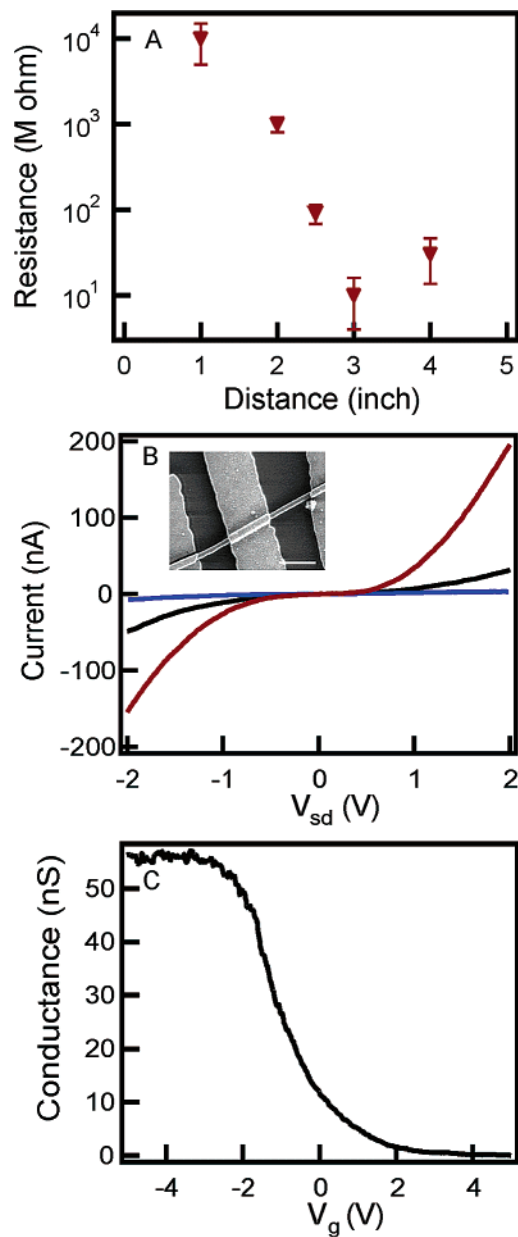 A
Resistance (M ohm)
10^4
10^3
10^2
10^1
0 1 2 3 4 5
Distance (inch)
B
Current (nA)
200
100
0
-100
-200
-2 -1 0 1 2
V_sd (V)
C
Conductance (nS)
50
40
30
20
10
0
-4 -2 0 2 4
V_g (V)